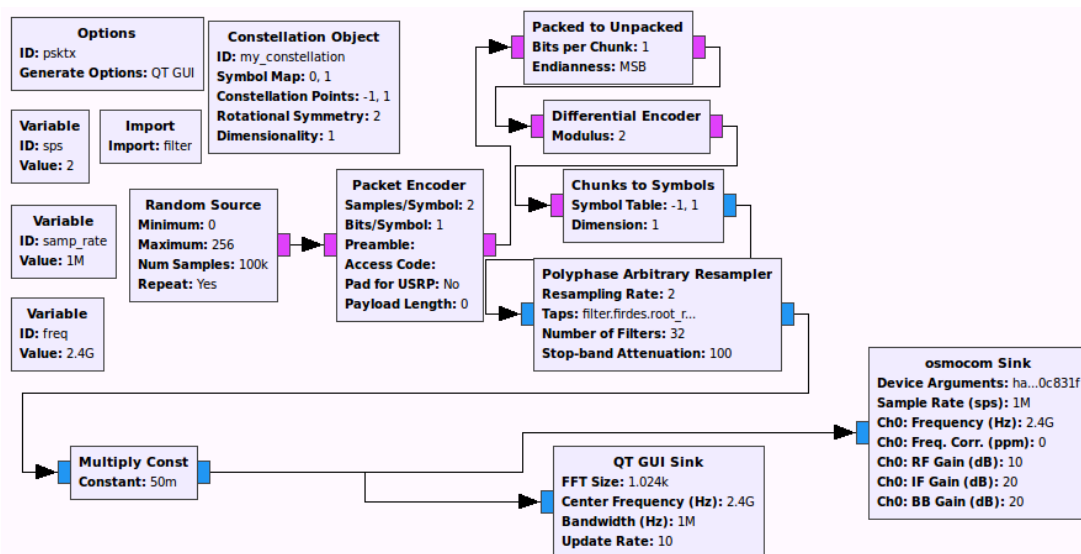 Options
ID: psktx
Generate Options: QT GUI
Constellation Object
ID: my_constellation
Symbol Map: 0, 1
Constellation Points: -1, 1
Rotational Symmetry: 2
Dimensionality: 1
Packed to Unpacked
Bits per Chunk: 1
Endianness: MSB
Variable
ID: sps
Value: 2
Import
Import: filter
Differential Encoder
Modulus: 2
Variable
ID: samp_rate
Value: 1M
Random Source
Minimum: 0
Maximum: 256
Num Samples: 100k
Repeat: Yes
Packet Encoder
Samples/Symbol: 2
Bits/Symbol: 1
Preamble:
Access Code:
Pad for USRP: No
Payload Length: 0
Chunks to Symbols
Symbol Table: -1, 1
Dimension: 1
Variable
ID: freq
Value: 2.4G
Polyphase Arbitrary Resampler
Resampling Rate: 2
Taps: filter.firdes.root_r...
Number of Filters: 32
Stop-band Attenuation: 100
osmocom Sink
Device Arguments: ha...0c831f
Sample Rate (sps): 1M
Ch0: Frequency (Hz): 2.4G
Ch0: Freq. Corr. (ppm): 0
Ch0: RF Gain (dB): 10
Ch0: IF Gain (dB): 20
Ch0: BB Gain (dB): 20
Multiply Const
Constant: 50m
QT GUI Sink
FFT Size: 1.024k
Center Frequency (Hz): 2.4G
Bandwidth (Hz): 1M
Update Rate: 10